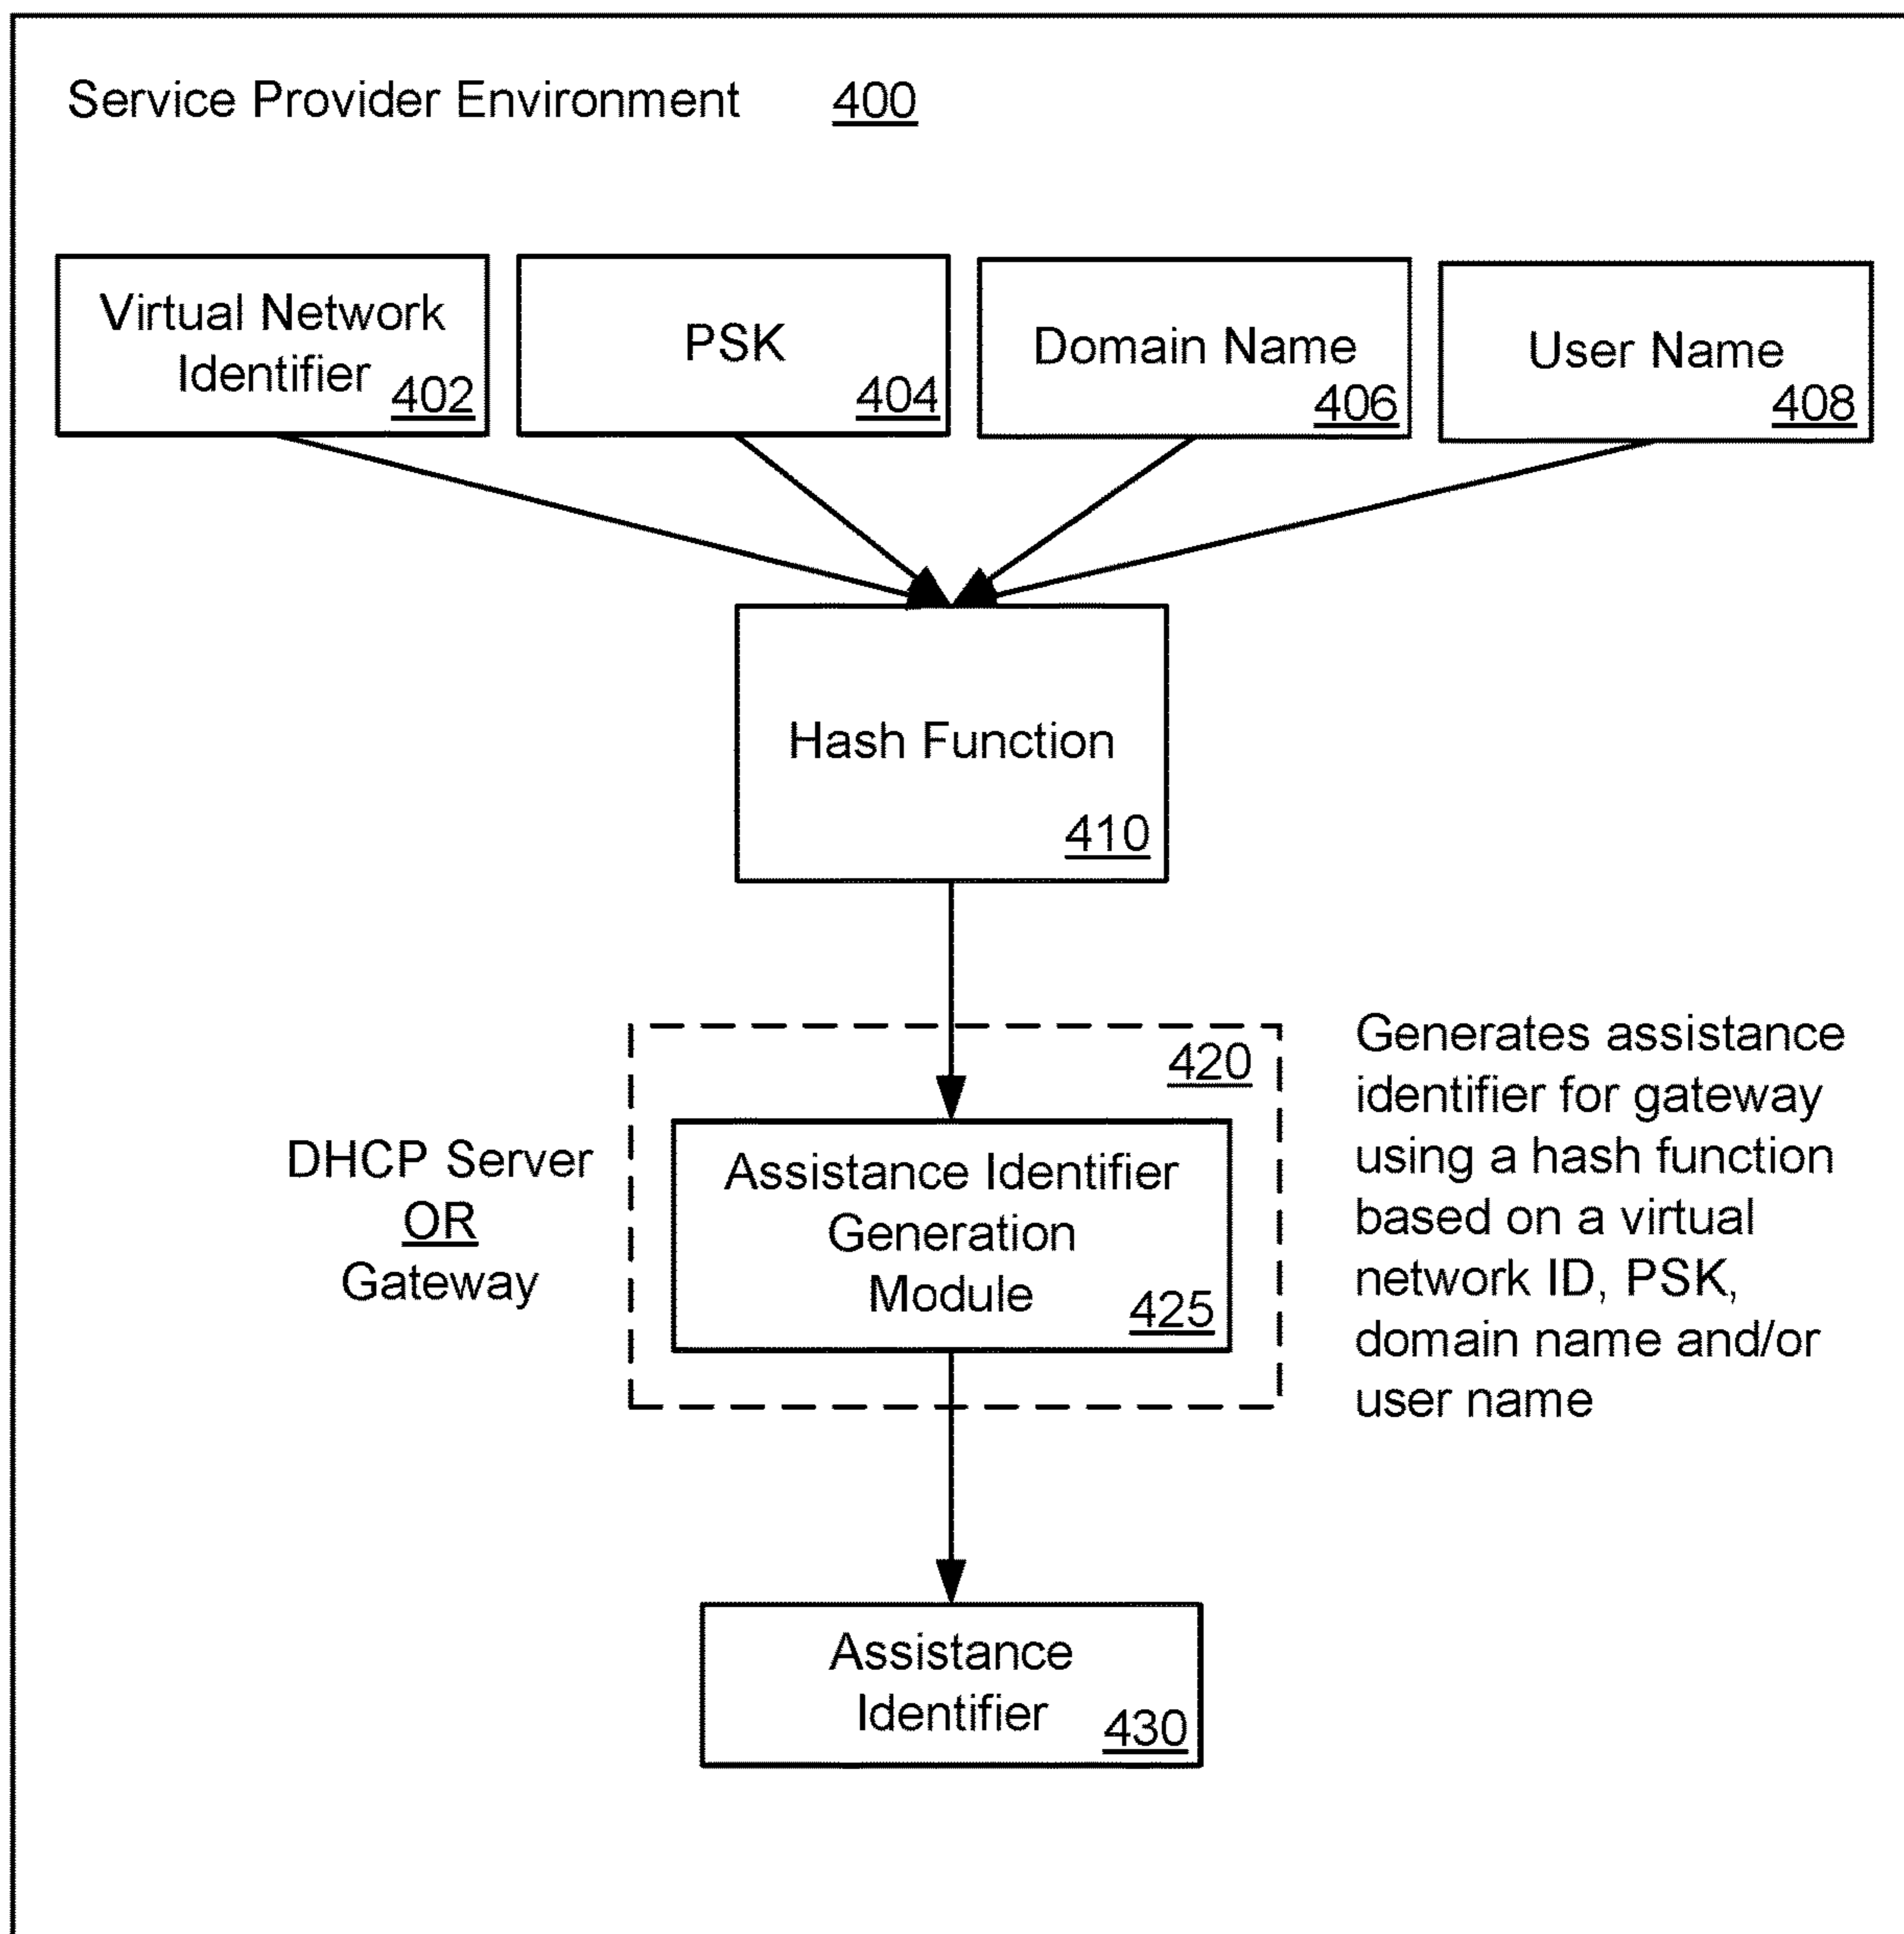 Service Provider Environment 400
Virtual Network
Identifier
402
PSK
404
Domain Name
406
User Name
408
Hash Function
410
420
DHCP Server
OR
Gateway
Assistance Identifier
Generation
Module
425
Generates assistance
identifier for gateway
using a hash function
based on a virtual
network ID, PSK,
domain name and/or
user name
Assistance
Identifier
430